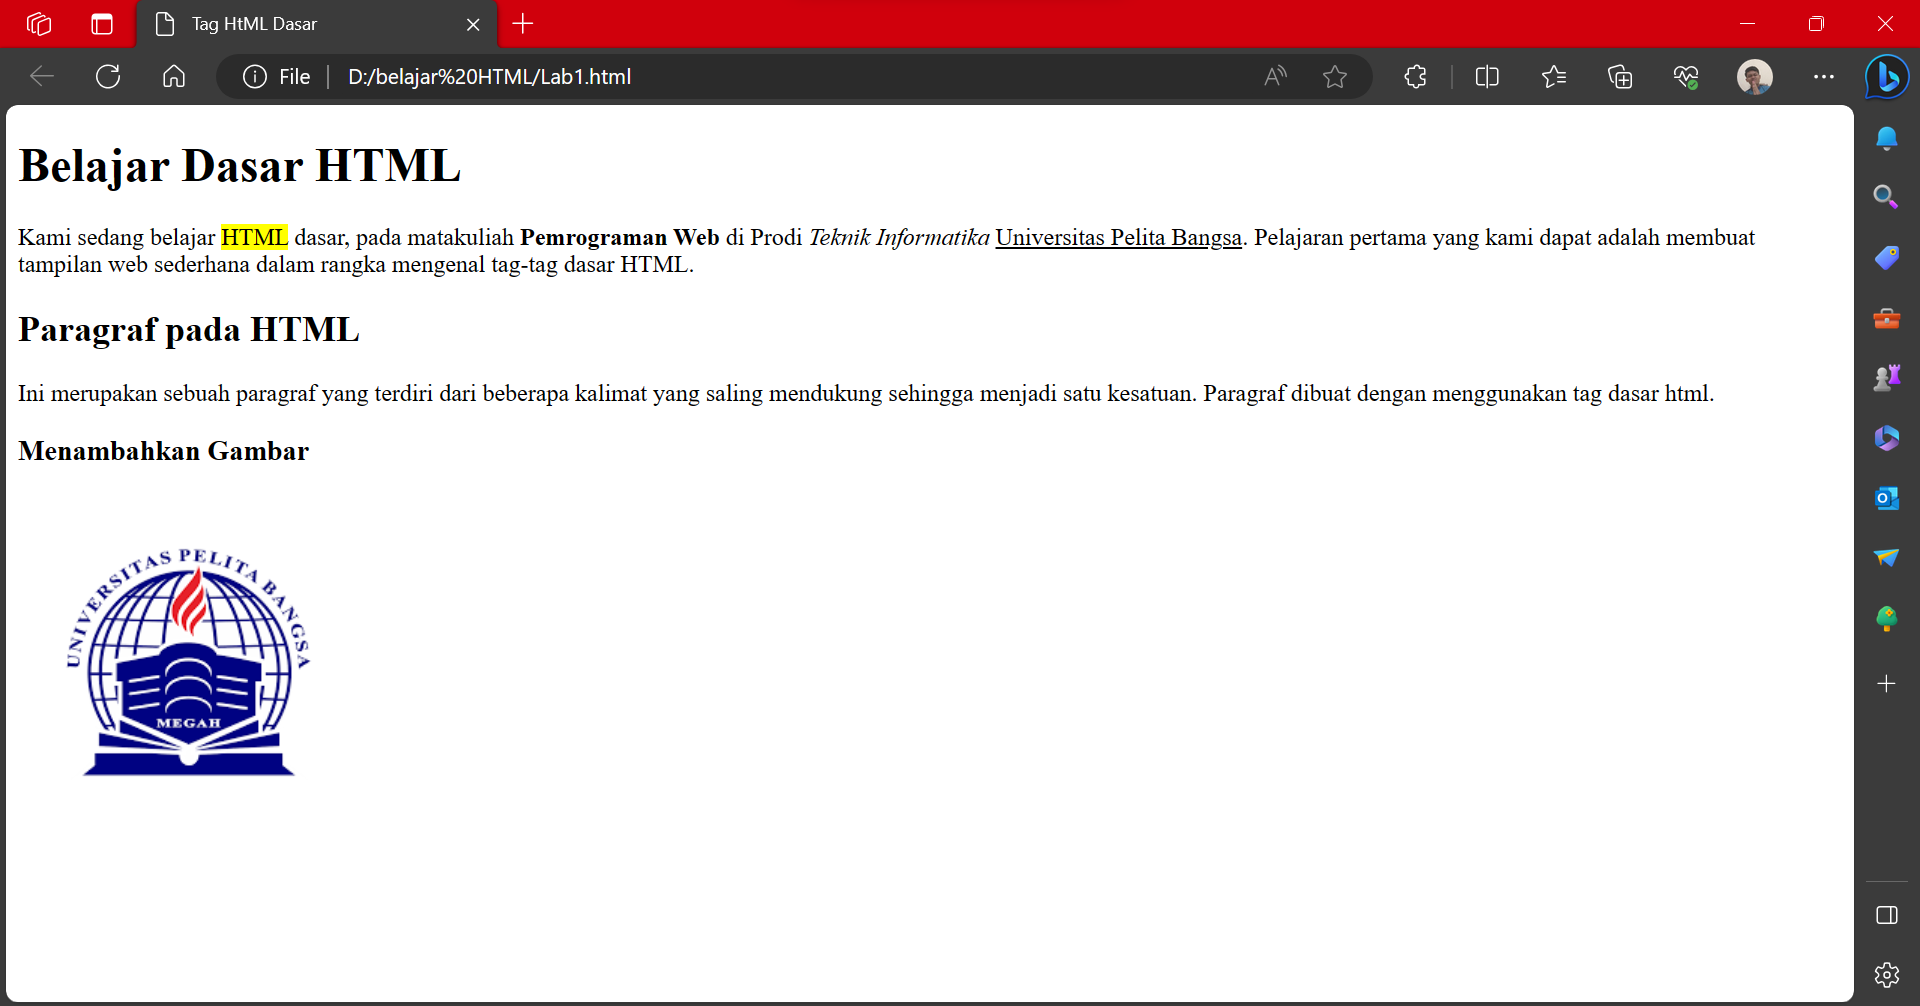 Tag HtML Dasar
File
D:/belajar%20HTML/Lab1.html
Belajar Dasar HTML
Kami sedang belajar HTML dasar, pada matakuliah Pemrograman Web di Prodi Teknik Informatika Universitas Pelita Bangsa. Pelajaran pertama yang kami dapat adalah membuat
tampilan web sederhana dalam rangka mengenal tag-tag dasar HTML.
Paragraf pada HTML
Ini merupakan sebuah paragraf yang terdiri dari beberapa kalimat yang saling mendukung sehingga menjadi satu kesatuan. Paragraf dibuat dengan menggunakan tag dasar html.
Menambahkan Gambar
UNIVERSITAS PELITA BANGSA
MEGAH